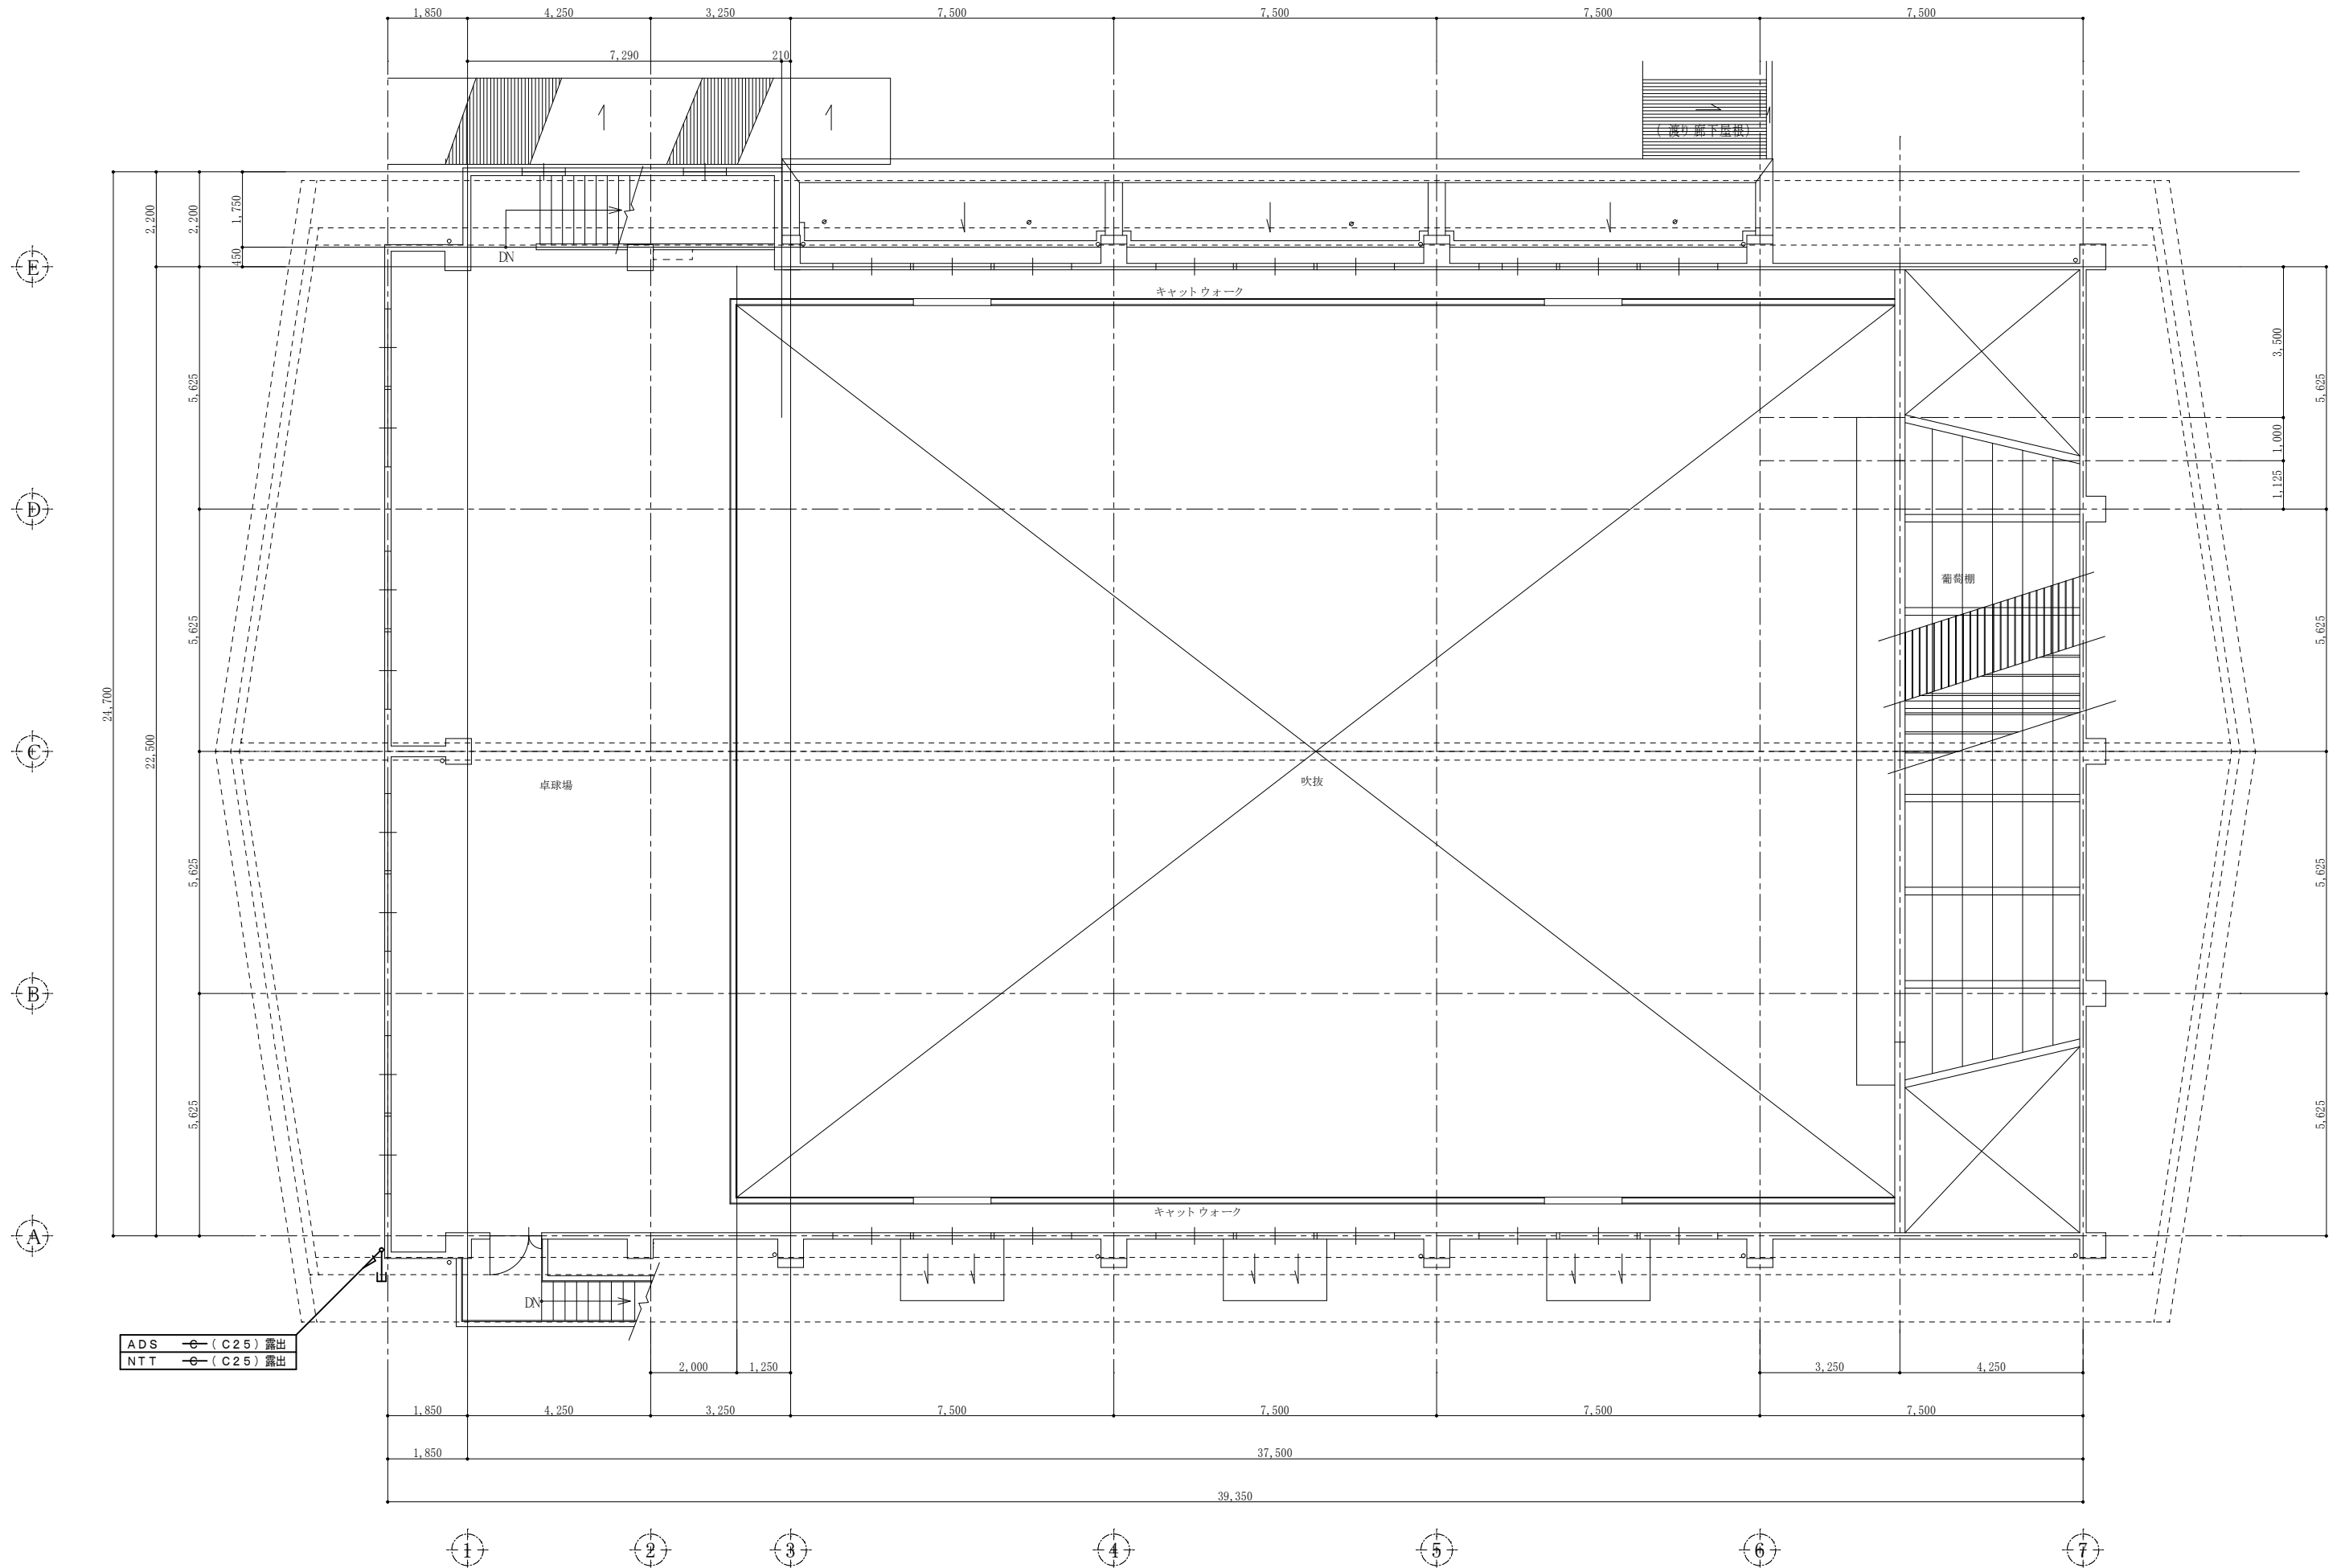 1,850 4,250 3,250 7,500 7,500 7,500 7,500
7,290 210
(渡り廊下屋根)
2,200 2,200 1,750
450
DN
E
キャットウォーク
3,500
5,625 5,625
1,000
1,125
D
葡萄棚
5,625 5,625
24,700
22,500
C
卓球場 吹抜
5,625 5,625
B
5,625 5,625
キャットウォーク
A
DN
ADS (C25)露出
NTT (C25)露出
2,000 1,250 3,250 4,250
1,850 4,250 3,250 7,500 7,500 7,500 7,500
1,850 37,500
39,350
1 2 3 4 5 6 7